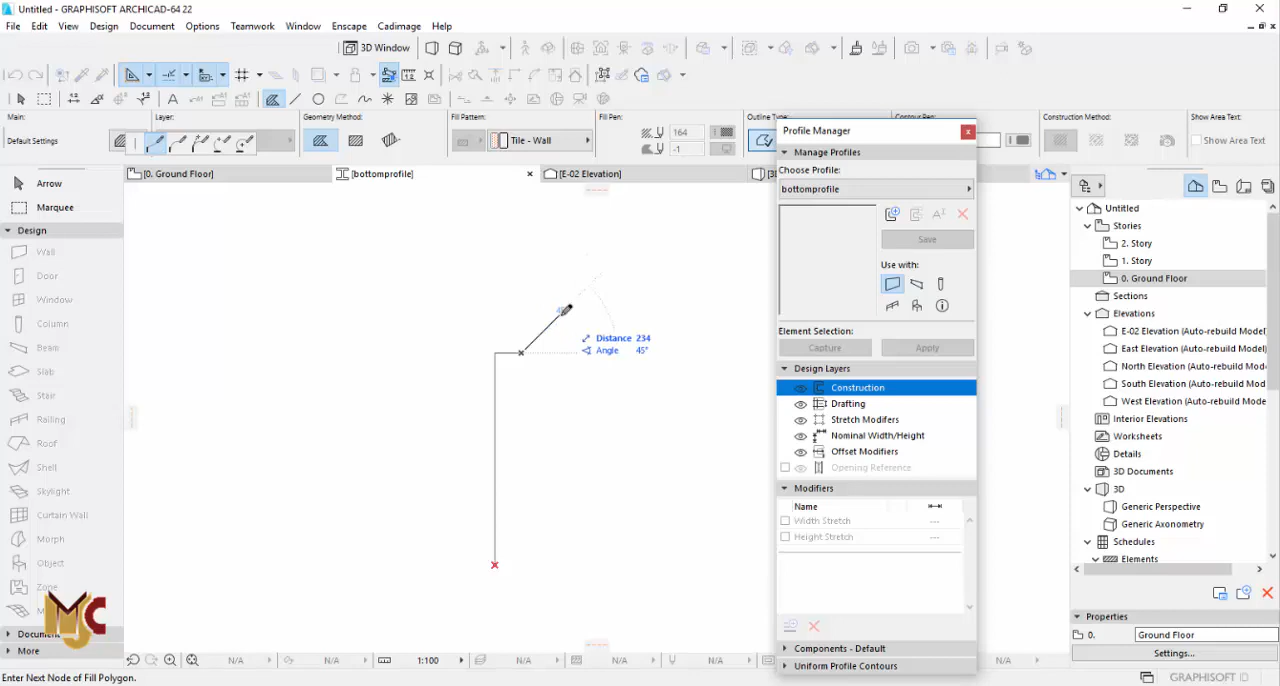 Untitled - GRAPHISOFT ARCHICAD-64 22
File Edit View Design Document Options Teamwork Window Enscape Cadimage Help
3D Window
Main: Layer: Geometry Method: Fill Pattern: Fill Pen: Outline Type: Contour Pen: Construction Method: Show Area Text:
Default Settings
Tile - Wall
164
-1
Show Area Text
[0. Ground Floor]
[bottomprofile]
[E-02 Elevation]
Arrow
Marquee
Design
Wall
Door
Window
Column
Beam
Slab
Stair
Railing
Roof
Shell
Skylight
Curtain Wall
Morph
Object
Zone
More
MJC
Distance 234
Angle 45°
Profile Manager
Manage Profiles
Choose Profile:
bottomprofile
Save
Use with:
Element Selection:
Capture Apply
Design Layers
Construction
Drafting
Stretch Modifers
Nominal Width/Height
Offset Modifiers
Opening Reference
Modifiers
Name
Width Stretch ---
Height Stretch ---
Components - Default
Uniform Profile Contours
Untitled
Stories
2. Story
1. Story
0. Ground Floor
Sections
Elevations
E-02 Elevation (Auto-rebuild Model)
East Elevation (Auto-rebuild Model)
North Elevation (Auto-rebuild Mod
South Elevation (Auto-rebuild Mod
West Elevation (Auto-rebuild Mode
Interior Elevations
Worksheets
Details
3D Documents
3D
Generic Perspective
Generic Axonometry
Schedules
Elements
Properties
0. Ground Floor
Settings...
N/A N/A 1:100 N/A N/A N/A N/A
Enter Next Node of Fill Polygon.
GRAPHISOFT ID